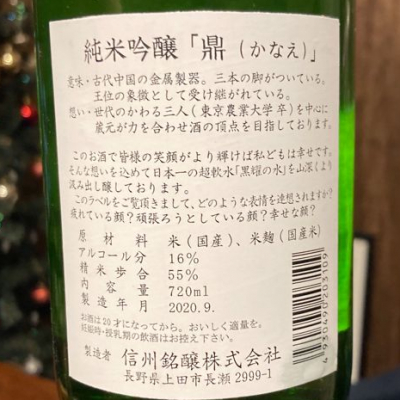 純米吟醸「鼎(かなえ)」
意味・古代中国の金属製器。三本の脚がついている。
王位の象徴として受け継がれている。
想い・世代のかわる三人(東京農業大学卒)を中心に
蔵元が力を合わせ酒の頂点を目指しております。
このお酒で皆様の笑顔がより輝けば私どもは幸せです。
そんな想いを込めて日本一の超軟水「黒耀の水」を山深くより
試み出し醸しております。
このラベルをご覧頂きまして、どのような表情を連想されますか?
疲れている顔?頑張ろうとしている顔?幸せな顔?
原材料 米(国産)、米麹(国産米)
アルコール分 16%
精米歩合 55%
内容量 720ml
製造年月 2020.9.
お酒は20才になってから。おいしく適量を。
妊娠時・授乳期の飲酒はお控え下さい。
製造者 信州銘醸株式会社
長野県上田市長瀬2999-1
4930490203109